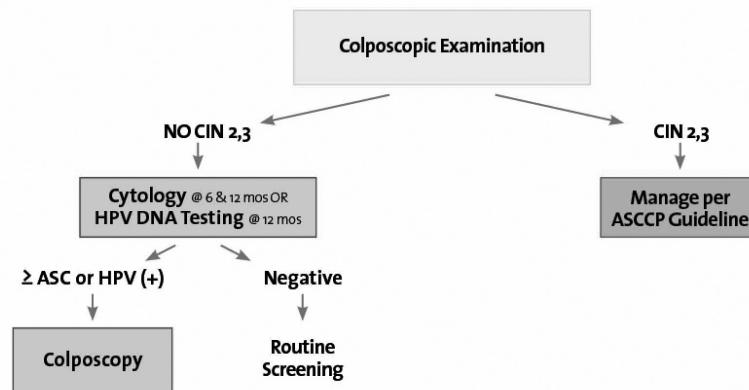 Colposcopic Examination
NO CIN 2,3
CIN 2,3
Cytology @ 6 & 12 mos OR
HPV DNA Testing @ 12 mos
Manage per
ASCCP Guideline
≥ ASC or HPV (+)
Negative
Colposcopy
Routine
Screening